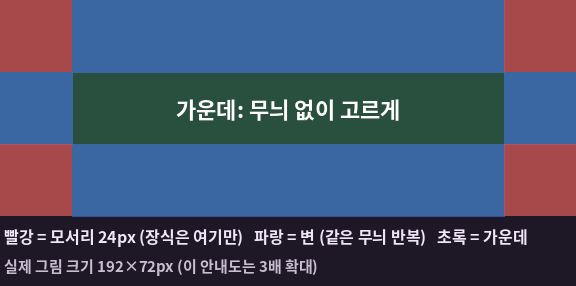 가운데: 무늬 없이 고르게
빨강 = 모서리 24px (장식은 여기만)   파랑 = 변 (같은 무늬 반복)   초록 = 가운데
실제 그림 크기 192×72px (이 안내도는 3배 확대)